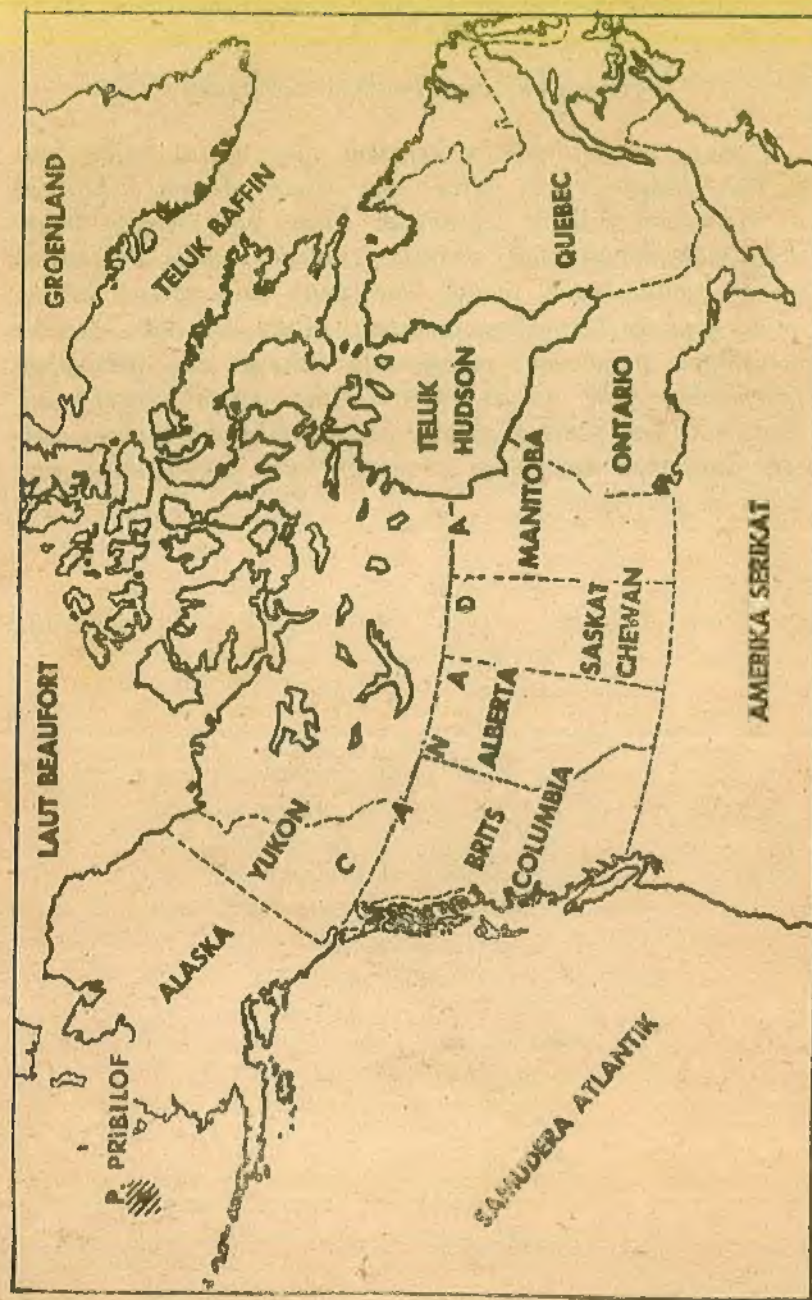 GROENLAND
TELUK BAFFIN
LAUT BEAUFORT
ALASKA
P. PRIBILOF
YUKON
CANADA
TELUK
HUDSON
QUEBEC
BRITS
COLUMBIA
ALBERTA
SASKAT
CHEWAN
MANITOBA
ONTARIO
AMERIKA SERIKAT
SAMUDERA ATLANTIK